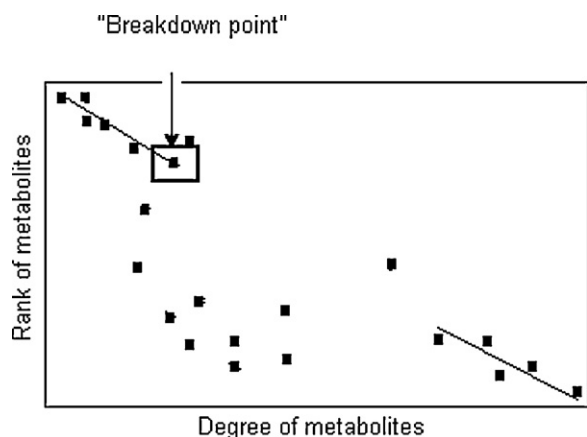 "Breakdown point"
Rank of metabolites
Degree of metabolites